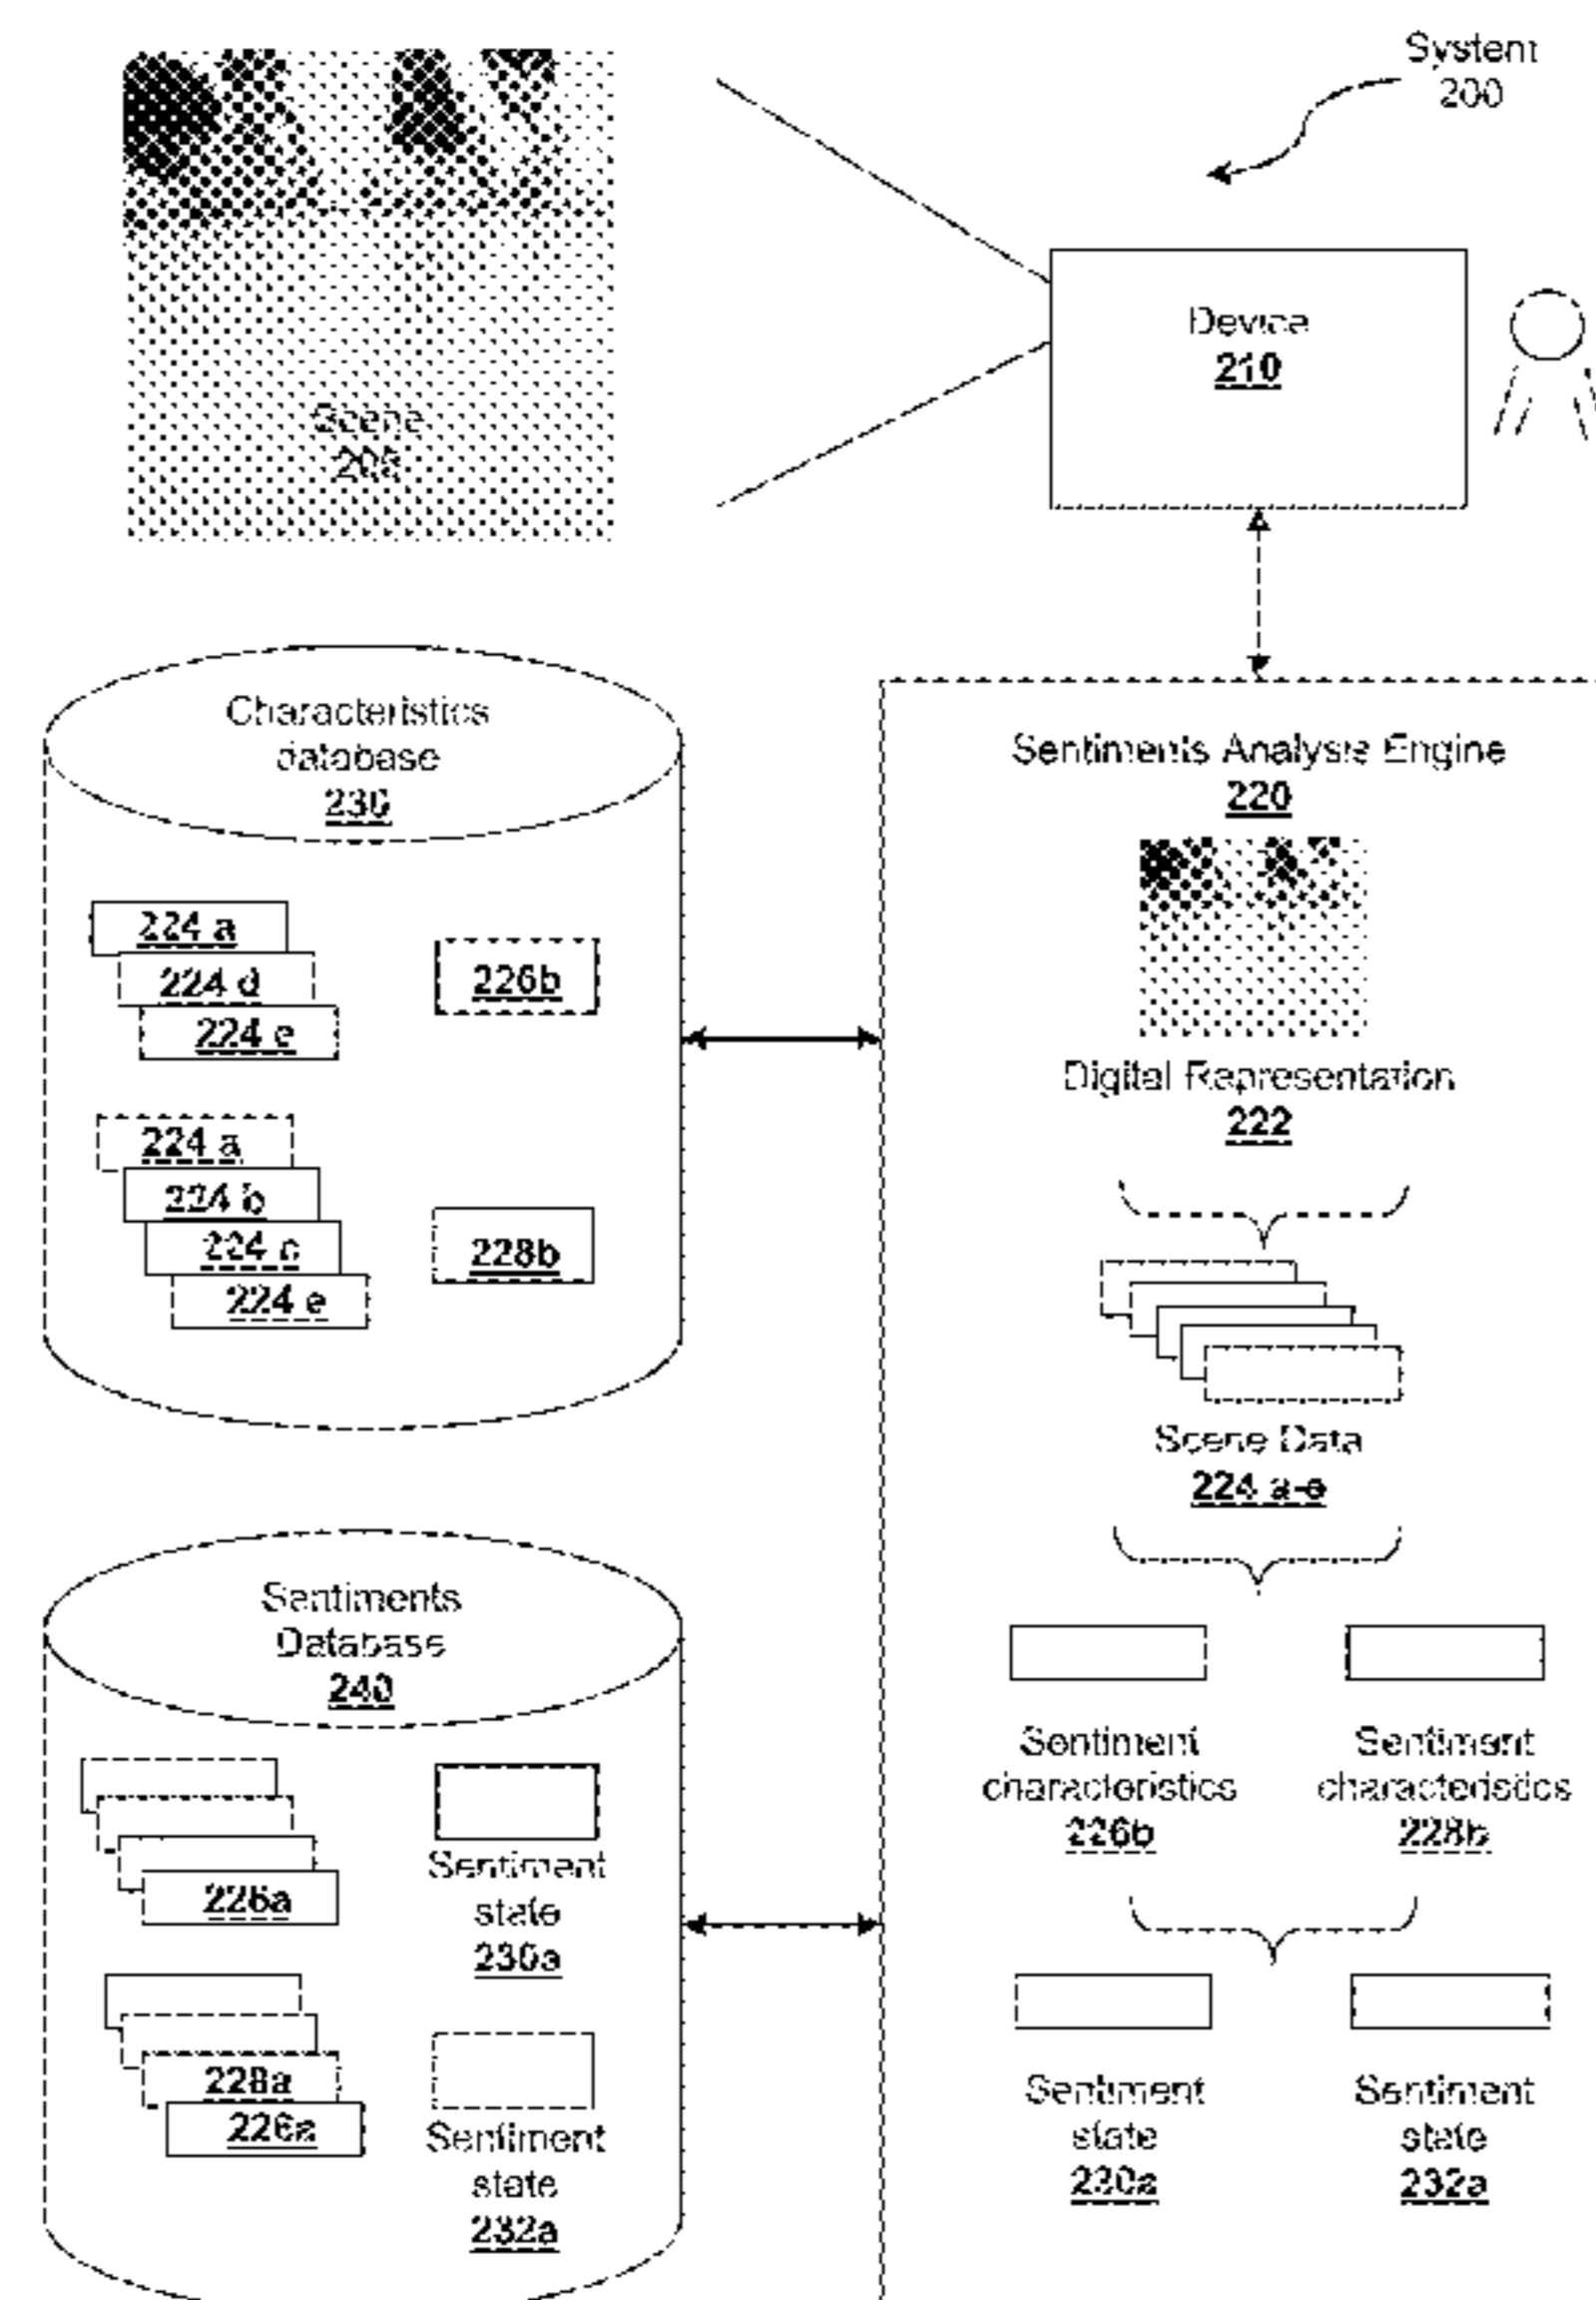 System
200
Device
210
Scene
Characteristics
database
230
224 a
224 d
224 e
226b
224 a
224 b
224 c
224 e
228b
Sentiments Analysis Engine
220
Digital Representation
222
Scene Data
224 a-e
Sentiment
characteristics
226b
Sentiment
characteristics
228b
Sentiment
state
230a
Sentiment
state
232a
Sentiments
Database
240
226a
Sentiment
state
230a
228a
226a
Sentiment
state
232a